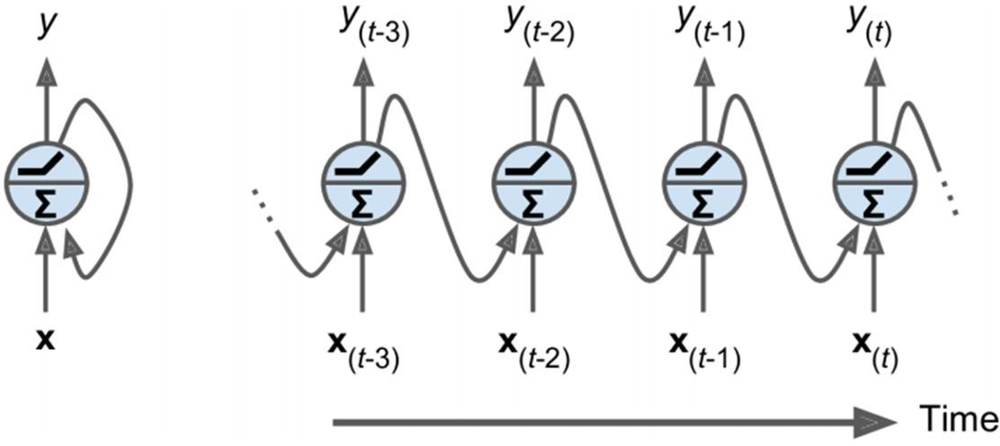 y y(t-3) y(t-2) y(t-1) y(t)
Σ Σ Σ Σ Σ
x x(t-3) x(t-2) x(t-1) x(t)
Time